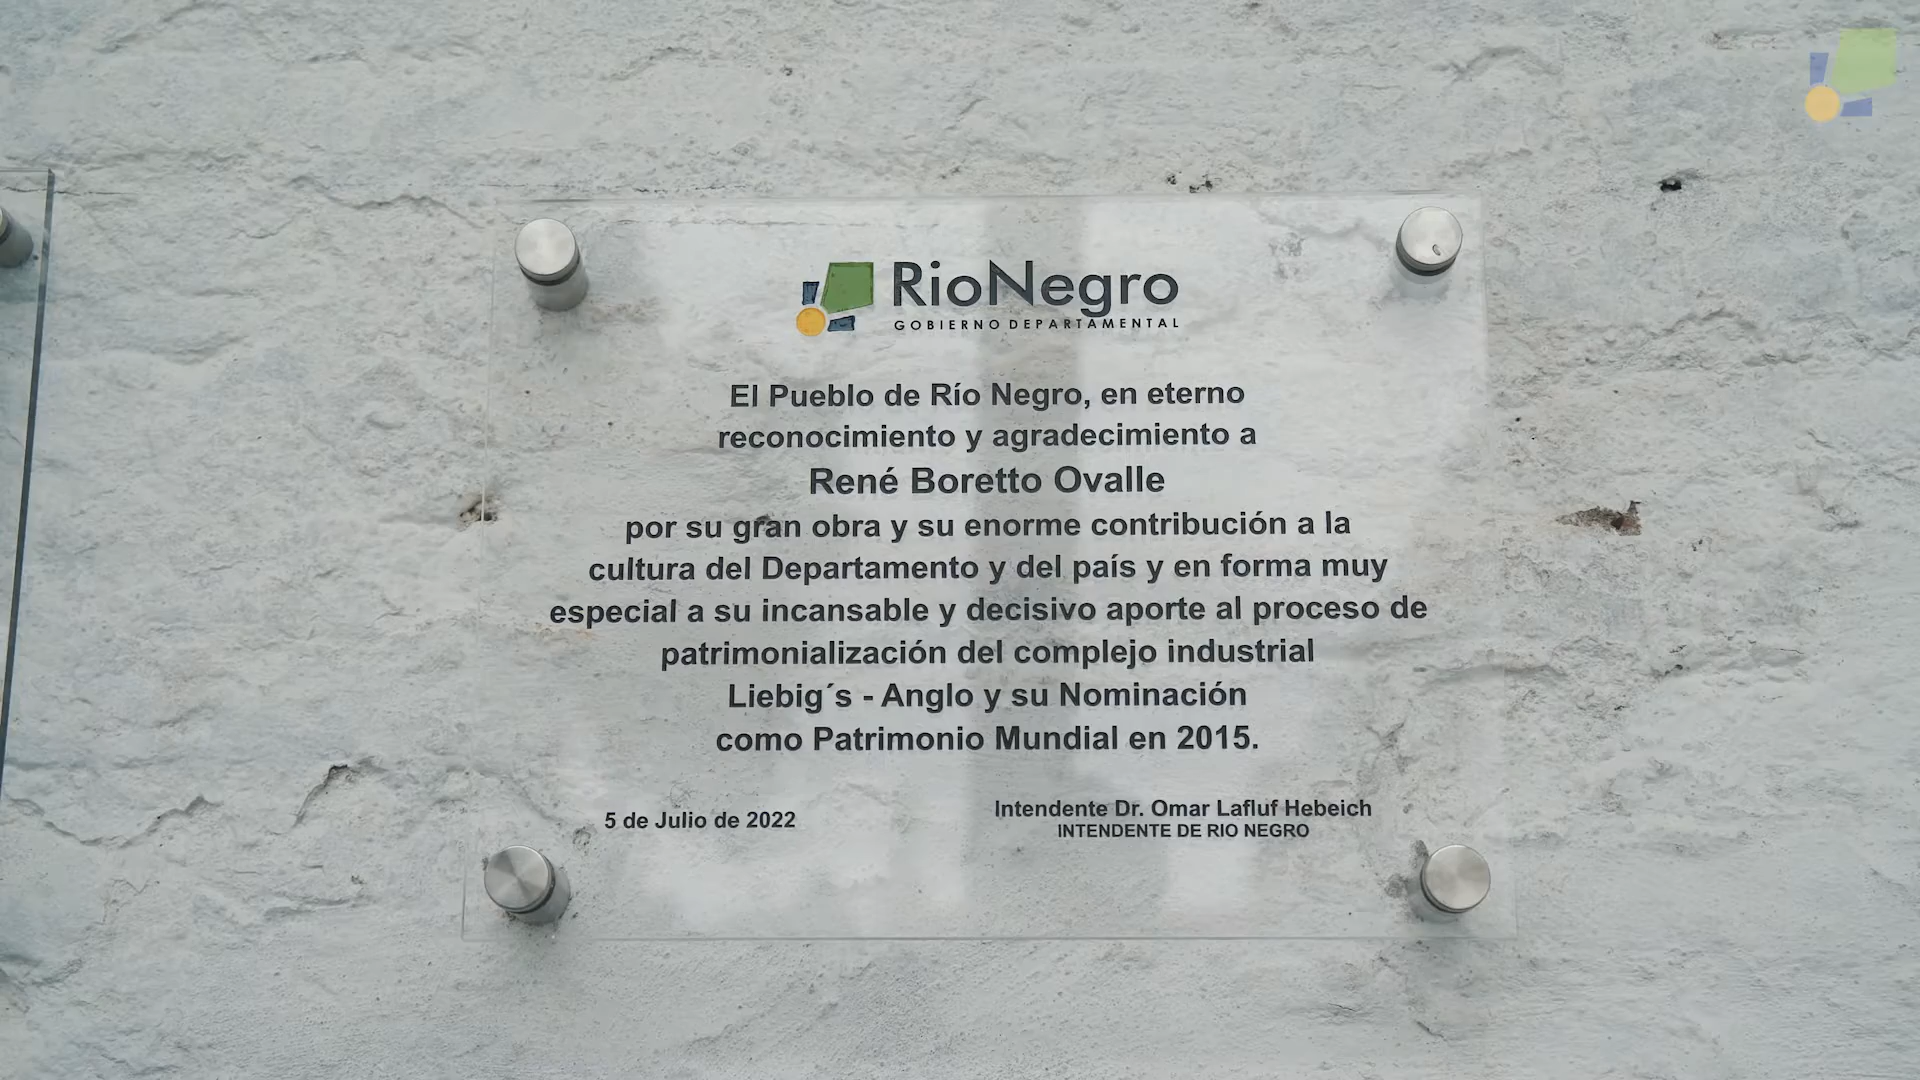 RioNegro
GOBIERNO DEPARTAMENTAL
El Pueblo de Río Negro, en eterno
reconocimiento y agradecimiento a
René Boretto Ovalle
por su gran obra y su enorme contribución a la
cultura del Departamento y del país y en forma muy
especial a su incansable y decisivo aporte al proceso de
patrimonialización del complejo industrial
Liebig´s - Anglo y su Nominación
como Patrimonio Mundial en 2015.
5 de Julio de 2022
Intendente Dr. Omar Lafluf Hebeich
INTENDENTE DE RIO NEGRO